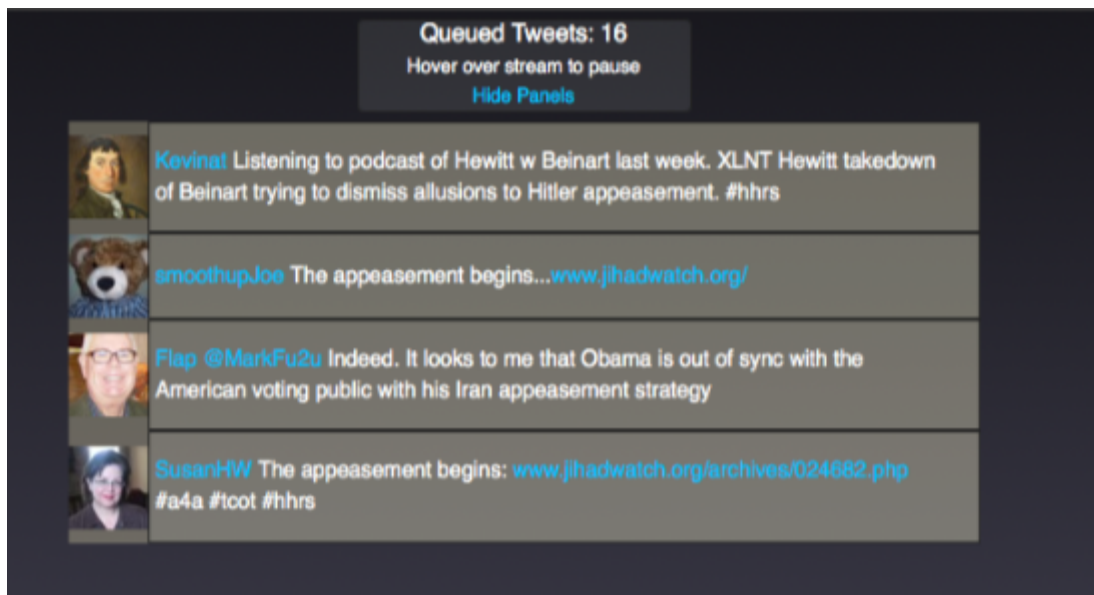 Queued Tweets: 16
Hover over stream to pause
Hide Panels
Kevinat Listening to podcast of Hewitt w Beinart last week. XLNT Hewitt takedown
of Beinart trying to dismiss allusions to Hitler appeasement. #hhrs
smoothupJoe The appeasement begins...www.jihadwatch.org/
Flap @MarkFu2u Indeed. It looks to me that Obama is out of sync with the
American voting public with his Iran appeasement strategy
SusanHW The appeasement begins: www.jihadwatch.org/archives/024682.php
#a4a #tcot #hhrs